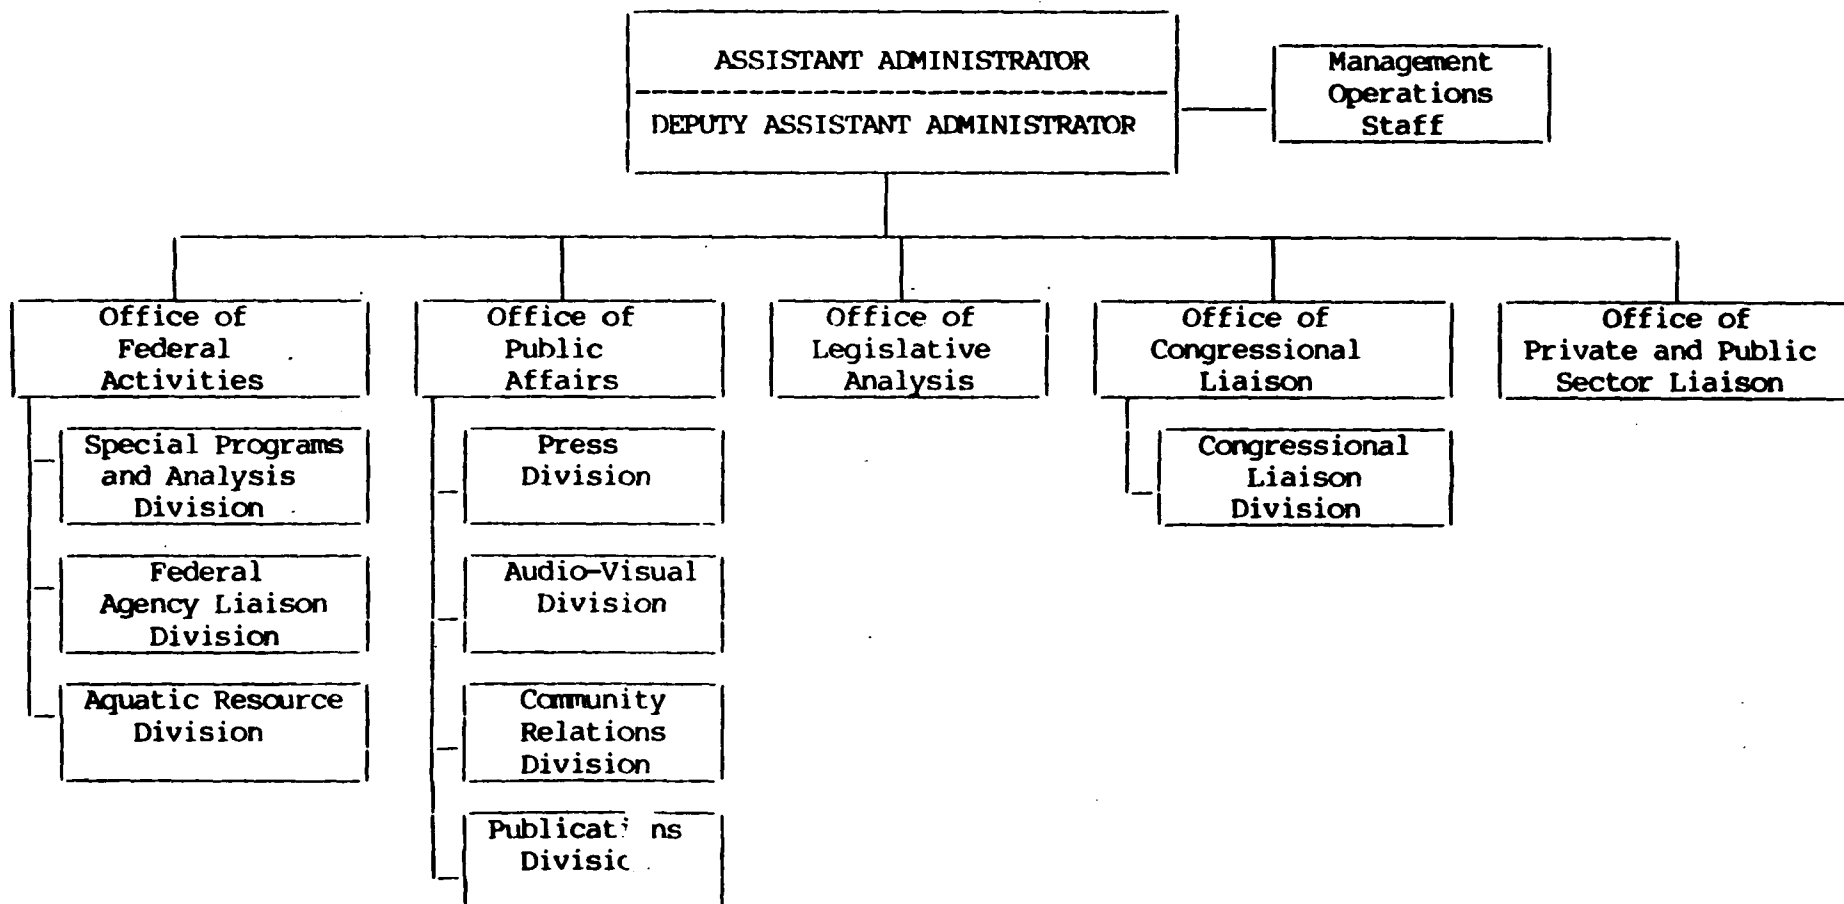 ASSISTANT ADMINISTRATOR
DEPUTY ASSISTANT ADMINISTRATOR
Management
Operations
Staff
Office of
Federal
Activities
Office of
Public
Affairs
Office of
Legislative
Analysis
Office of
Congressional
Liaison
Office of
Private and Public
Sector Liaison
Special Programs
and Analysis
Division
Federal
Agency Liaison
Division
Aquatic Resource
Division
Press
Division
Audio-Visual
Division
Community
Relations
Division
Publications
Division
Congressional
Liaison
Division